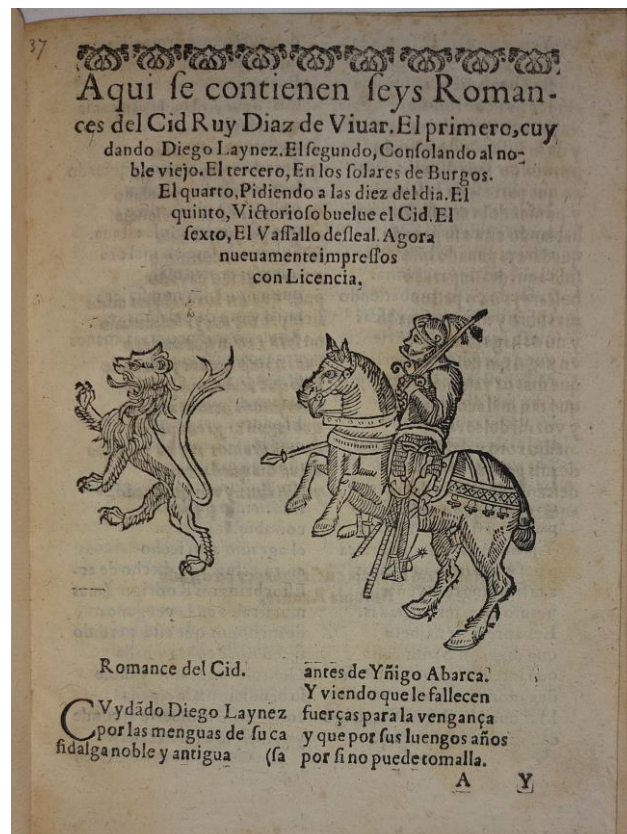 37
Aqui ſe contienen ſeys Roman-
ces del Cid Ruy Diaz de Viuar. El primero, cuy
dando Diego Laynez. El ſegundo, Conſolando al no-
ble viejo. El tercero, En los ſolares de Burgos.
El quarto, Pidiendo a las diez del dia. El
quinto, Victorioſo buelue el Cid. El
ſexto, El Vaſſallo deſleal. Agora
nueuamente impreſſos
con Licencia.
Romance del Cid.
CVydãdo Diego Laynez
por las menguas de ſu ca
fidalga noble y antigua (ſa
antes de Yñigo Abarca.
Y viendo que le fallecen
fuerças para la vengança
y que por ſus luengos años
por ſi no puede tomalla.
A Y